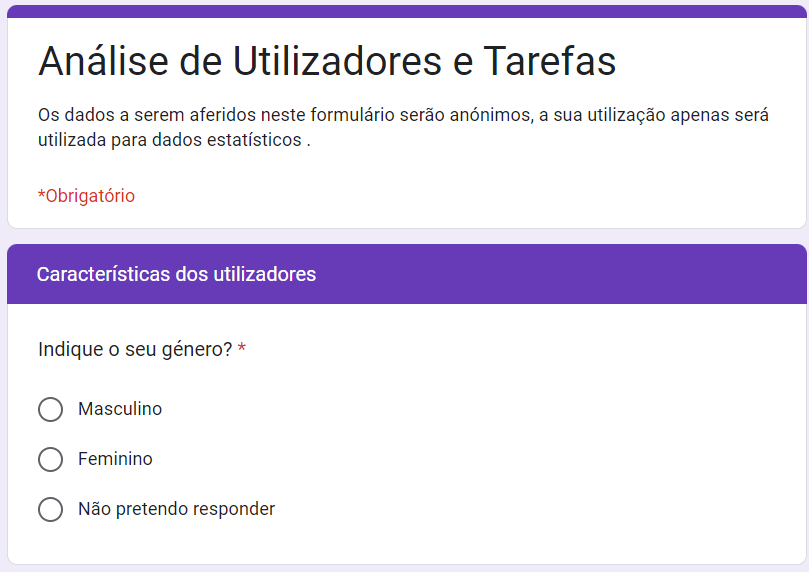 Análise de Utilizadores e Tarefas
Os dados a serem aferidos neste formulário serão anónimos, a sua utilização apenas será
utilizada para dados estatísticos .
*Obrigatório
Características dos utilizadores
Indique o seu género? *
Masculino
Feminino
Não pretendo responder